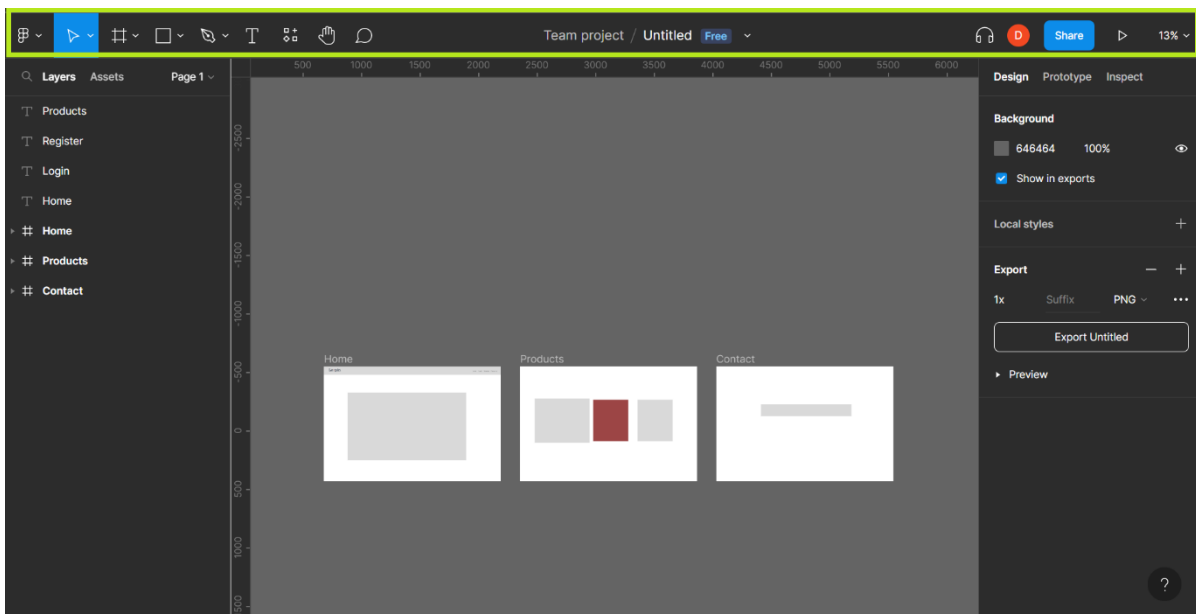 Team project / Untitled Free
D Share 13%
Layers Assets Page 1
Products
Register
Login
Home
Home
Products
Contact
500 1000 1500 2000 2500 3000 3500 4000 4500 5000 5500 6000
-2500
-2000
-1500
-1000
-500
0
500
1000
500
Home
Products
Contact
Design Prototype Inspect
Background
646464 100%
Show in exports
Local styles
Export
1x Suffix PNG
Export Untitled
Preview
?